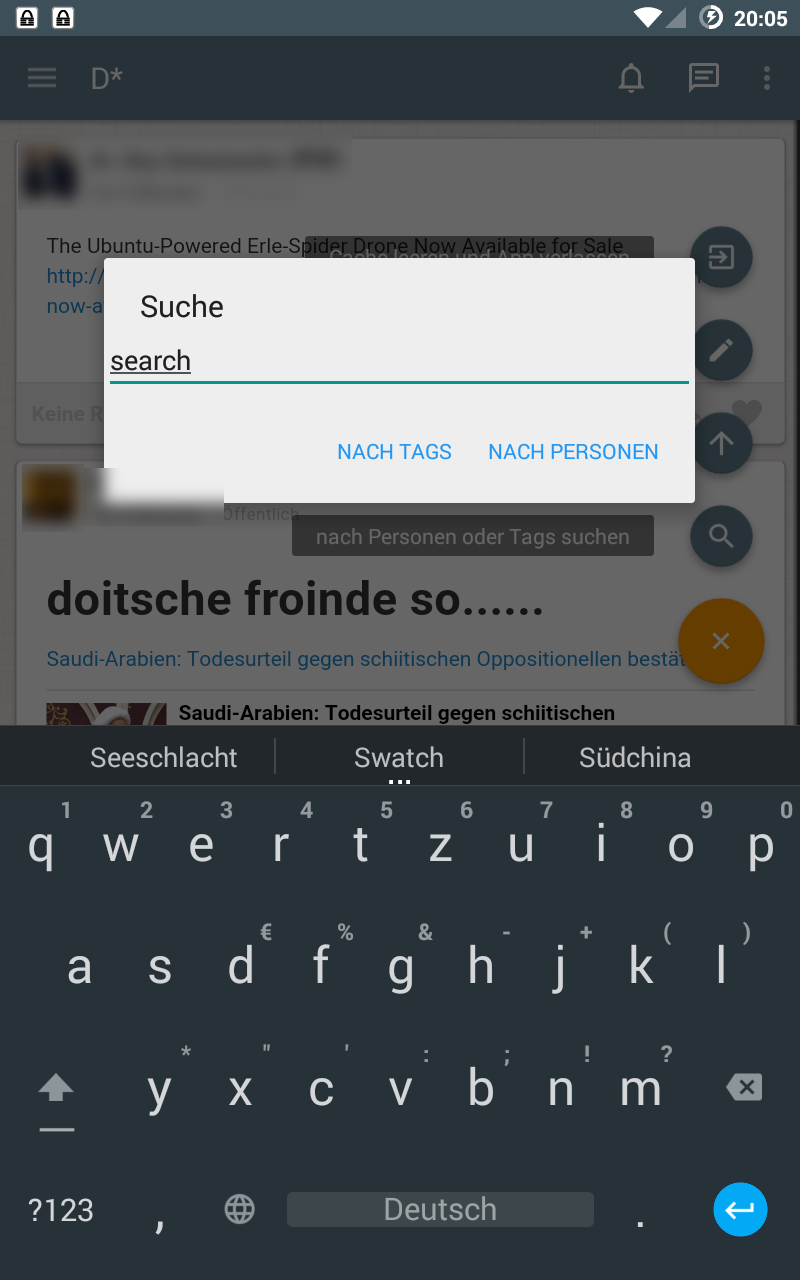 20:05
D*
The Ubuntu-Powered Erle-Spider Drone Now Available for Sale
Cache leeren und App verlassen
http://
now-a
Suche
search
Keine R
NACH TAGS NACH PERSONEN
Öffentlich
nach Personen oder Tags suchen
doitsche froinde so......
Saudi-Arabien: Todesurteil gegen schiitischen Oppositionellen bestät
Saudi-Arabien: Todesurteil gegen schiitischen
Seeschlacht Swatch Südchina
1 2 3 4 5 6 7 8 9 0
q w e r t z u i o p
€ % & - + ( )
a s d f g h j k l
* " ' : ; ! ?
y x c v b n m
?123 , Deutsch .